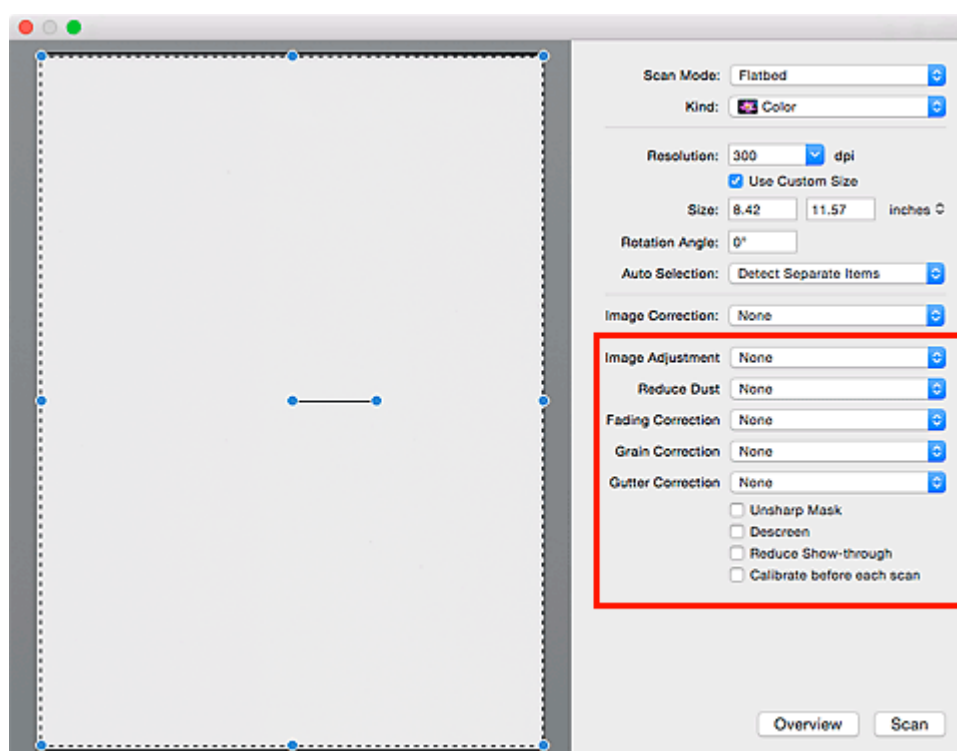 Scan Mode: Flatbed
Kind: Color
Resolution: 300 dpi
Use Custom Size
Size: 8.42 11.57 inches
Rotation Angle: 0°
Auto Selection: Detect Separate Items
Image Correction: None
Image Adjustment None
Reduce Dust None
Fading Correction None
Grain Correction None
Gutter Correction None
Unsharp Mask
Descreen
Reduce Show-through
Calibrate before each scan
Overview Scan